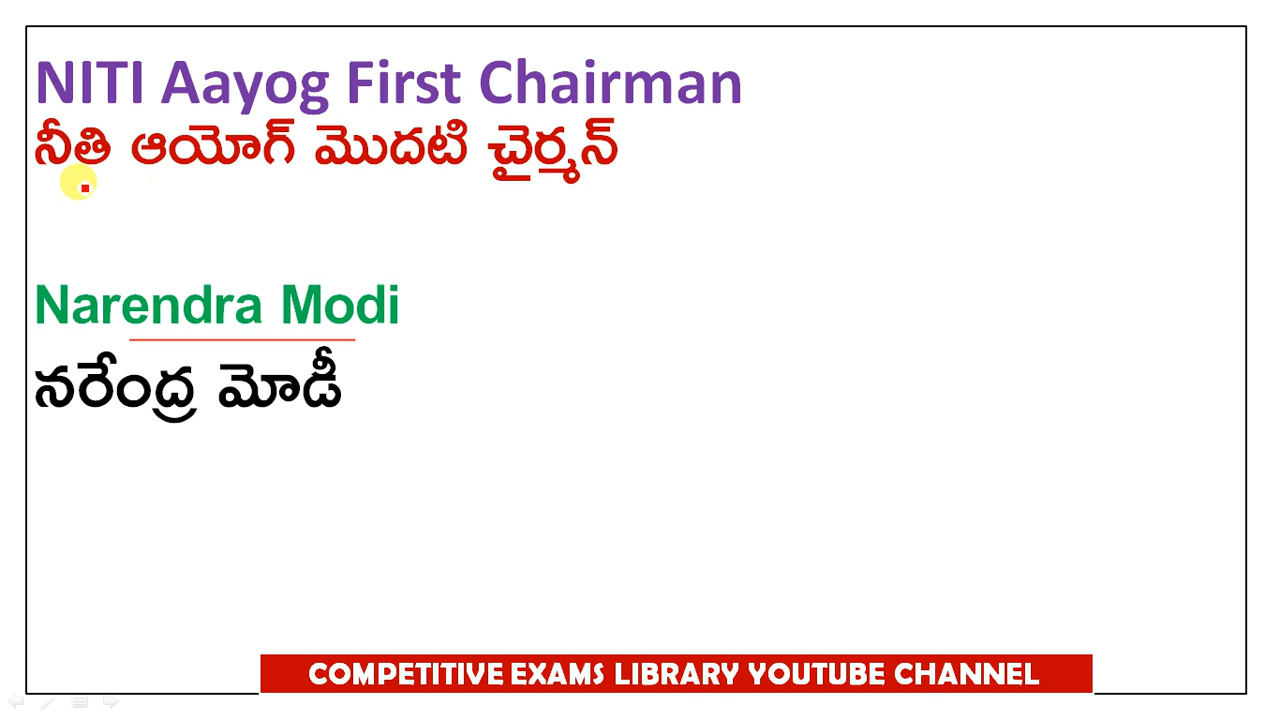 NITI Aayog First Chairman
నీతి ఆయోగ్ మొదటి చైర్మన్
Narendra Modi
నరేంద్ర మోడీ
COMPETITIVE EXAMS LIBRARY YOUTUBE CHANNEL